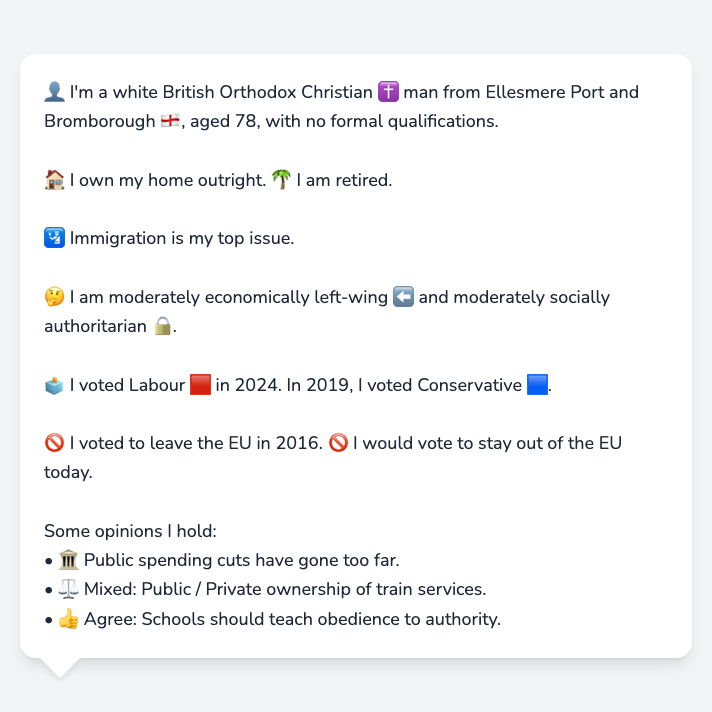 👤 I'm a white British Orthodox Christian ✝️ man from Ellesmere Port and
Bromborough 🏴󠁧󠁢󠁥󠁮󠁧󠁿, aged 78, with no formal qualifications.
🏠 I own my home outright. 🌴 I am retired.
🛂 Immigration is my top issue.
🤔 I am moderately economically left-wing ⬅️ and moderately socially
authoritarian 🔒.
🗳️ I voted Labour 🟥 in 2024. In 2019, I voted Conservative 🟦.
🚫 I voted to leave the EU in 2016. 🚫 I would vote to stay out of the EU
today.
Some opinions I hold:
• 🏛️ Public spending cuts have gone too far.
• ⚖️ Mixed: Public / Private ownership of train services.
• 👍 Agree: Schools should teach obedience to authority.